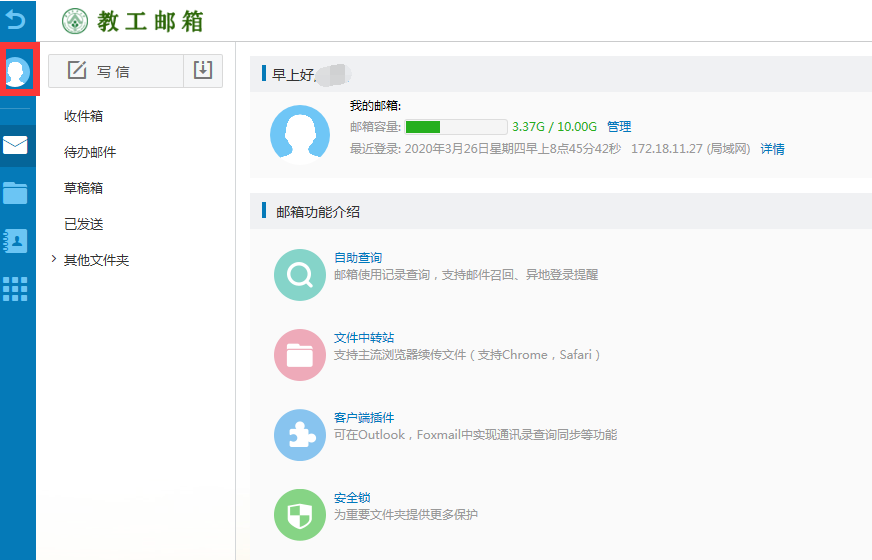 教工邮箱
写信
收件箱
待办邮件
草稿箱
已发送
其他文件夹
早上好,
我的邮箱:
邮箱容量: 3.37G / 10.00G 管理
最近登录: 2020年3月26日星期四早上8点45分42秒 172.18.11.27 (局域网) 详情
邮箱功能介绍
自助查询
邮箱使用记录查询，支持邮件召回、异地登录提醒
文件中转站
支持主流浏览器续传文件（支持Chrome，Safari）
客户端插件
可在Outlook，Foxmail中实现通讯录查询同步等功能
安全锁
为重要文件夹提供更多保护